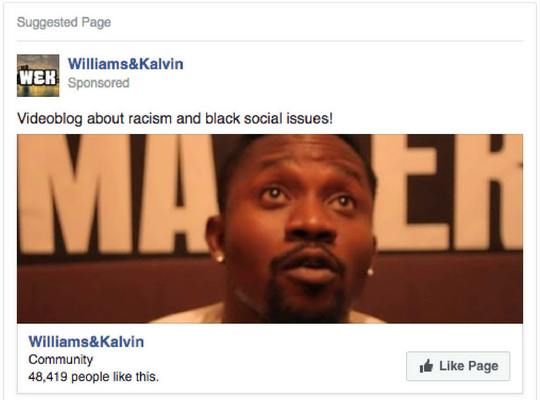 Suggested Page
W&K
Williams&Kalvin
Sponsored
Videoblog about racism and black social issues!
MA ER
Williams&Kalvin
Community
48,419 people like this.
Like Page